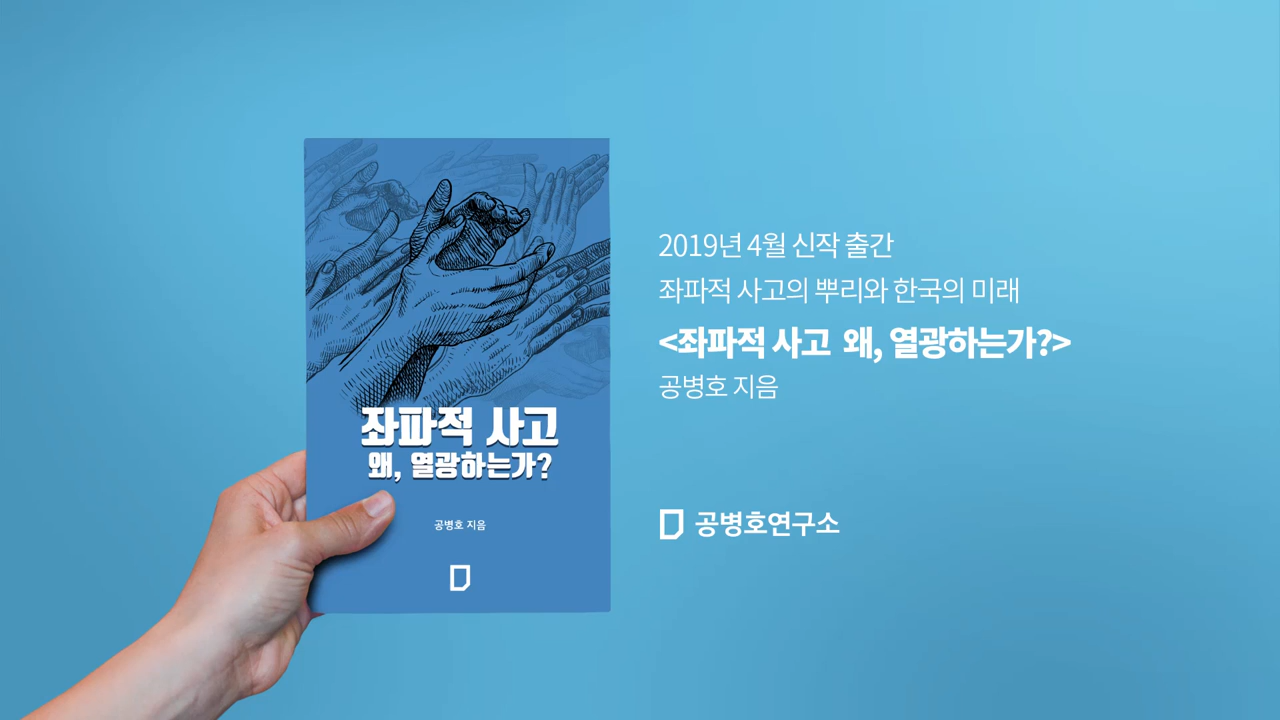 좌파적 사고
왜, 열광하는가?
공병호 지음
2019년 4월 신작 출간
좌파적 사고의 뿌리와 한국의 미래
<좌파적 사고 왜, 열광하는가?>
공병호 지음
공병호연구소